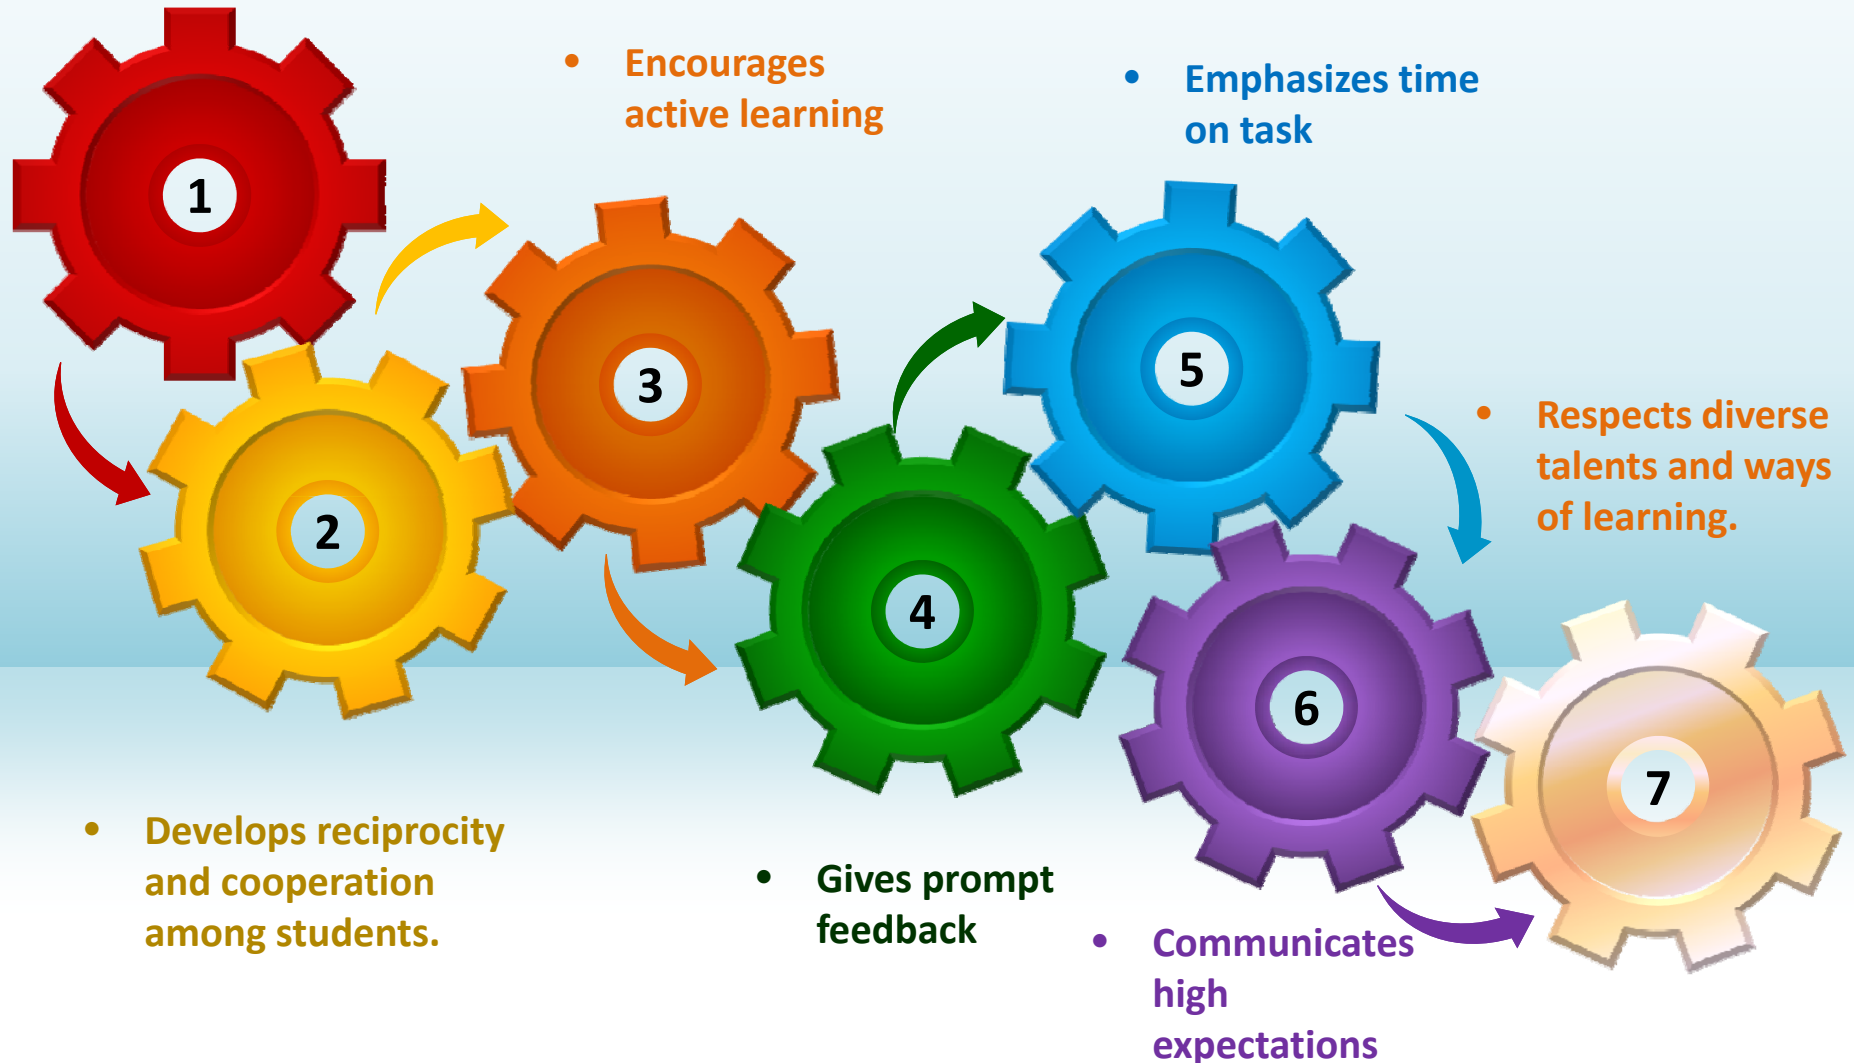 1
2
• Develops reciprocity
and cooperation
among students.
3
• Encourages
active learning
4
• Gives prompt
feedback
5
• Emphasizes time
on task
6
• Communicates
high
expectations
7
• Respects diverse
talents and ways
of learning.